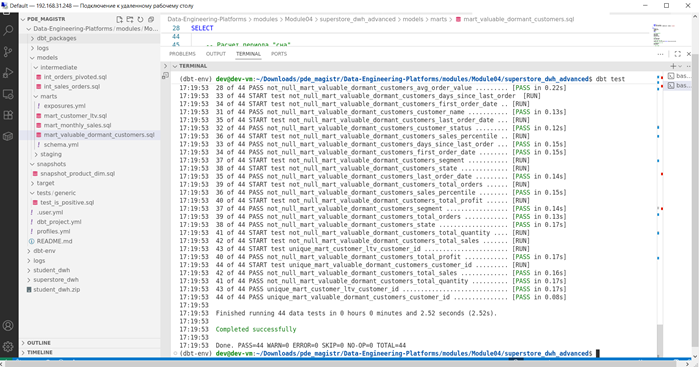 Default — 192.168.31.248 — Подключение к удаленному рабочему столу
EXPLORER
PDE_MAGISTR
Data-Engineering-Platforms / modules/ Mo...
dbt_packages
logs
models
intermediate
int_orders_pivoted.sql
int_sales_orders.sql
marts
exposures.yml
mart_customer_ltv.sql
mart_monthly_sales.sql
mart_valuable_dormant_customers.sql
schema.yml
staging
snapshots
snapshot_product_dim.sql
target
tests / generic
test_is_positive.sql
.user.yml
dbt_project.yml
profiles.yml
README.md
dbt-env
logs
student_dwh
superstore_dwh
student_dwh.zip
OUTLINE
TIMELINE
Data-Engineering-Platforms > modules > Module04 > superstore_dwh_advanced > models > marts > mart_valuable_dormant_customers.sql
28 SELECT
44
45 -- Расчет периода "сна"
PROBLEMS OUTPUT TERMINAL PORTS
TERMINAL
(dbt-env) dev@dev-vm:~/Downloads/pde_magistr/Data-Engineering-Platforms/modules/Module04/superstore_dwh_advanced$ dbt test
17:19:53 28 of 44 PASS not_null_mart_valuable_dormant_customers_avg_order_value ......... [PASS in 0.22s]
17:19:53 33 of 44 START test not_null_mart_valuable_dormant_customers_days_since_last_order [RUN]
17:19:53 34 of 44 START test not_null_mart_valuable_dormant_customers_first_order_date .. [RUN]
17:19:53 31 of 44 PASS not_null_mart_valuable_dormant_customers_customer_name ........... [PASS in 0.13s]
17:19:53 35 of 44 START test not_null_mart_valuable_dormant_customers_last_order_date ... [RUN]
17:19:53 32 of 44 PASS not_null_mart_valuable_dormant_customers_customer_status ......... [PASS in 0.12s]
17:19:53 36 of 44 START test not_null_mart_valuable_dormant_customers_sales_percentile .. [RUN]
17:19:53 33 of 44 PASS not_null_mart_valuable_dormant_customers_days_since_last_order ... [PASS in 0.15s]
17:19:53 34 of 44 PASS not_null_mart_valuable_dormant_customers_first_order_date ........ [PASS in 0.15s]
17:19:53 37 of 44 START test not_null_mart_valuable_dormant_customers_segment ........... [RUN]
17:19:53 38 of 44 START test not_null_mart_valuable_dormant_customers_state ............. [RUN]
17:19:53 35 of 44 PASS not_null_mart_valuable_dormant_customers_last_order_date ......... [PASS in 0.14s]
17:19:53 39 of 44 START test not_null_mart_valuable_dormant_customers_total_orders ...... [RUN]
17:19:53 36 of 44 PASS not_null_mart_valuable_dormant_customers_sales_percentile ........ [PASS in 0.15s]
17:19:53 40 of 44 START test not_null_mart_valuable_dormant_customers_total_profit ...... [RUN]
17:19:53 37 of 44 PASS not_null_mart_valuable_dormant_customers_segment ................. [PASS in 0.14s]
17:19:53 39 of 44 PASS not_null_mart_valuable_dormant_customers_total_orders ............ [PASS in 0.13s]
17:19:53 38 of 44 PASS not_null_mart_valuable_dormant_customers_state ................... [PASS in 0.17s]
17:19:53 41 of 44 START test not_null_mart_valuable_dormant_customers_total_quantity .... [RUN]
17:19:53 42 of 44 START test not_null_mart_valuable_dormant_customers_total_sales ....... [RUN]
17:19:53 43 of 44 START test unique_mart_customer_ltv_customer_id ....................... [RUN]
17:19:53 40 of 44 PASS not_null_mart_valuable_dormant_customers_total_profit ............ [PASS in 0.17s]
17:19:53 44 of 44 START test unique_mart_valuable_dormant_customers_customer_id ......... [RUN]
17:19:53 42 of 44 PASS not_null_mart_valuable_dormant_customers_total_sales ............. [PASS in 0.16s]
17:19:53 41 of 44 PASS not_null_mart_valuable_dormant_customers_total_quantity .......... [PASS in 0.17s]
17:19:53 43 of 44 PASS unique_mart_customer_ltv_customer_id ............................. [PASS in 0.17s]
17:19:53 44 of 44 PASS unique_mart_valuable_dormant_customers_customer_id ............... [PASS in 0.08s]
17:19:53
17:19:53 Finished running 44 data tests in 0 hours 0 minutes and 2.52 seconds (2.52s).
17:19:53
17:19:53 Completed successfully
17:19:53
17:19:53 Done. PASS=44 WARN=0 ERROR=0 SKIP=0 NO-OP=0 TOTAL=44
(dbt-env) dev@dev-vm:~/Downloads/pde_magistr/Data-Engineering-Platforms/modules/Module04/superstore_dwh_advanced$
bas...
bas...